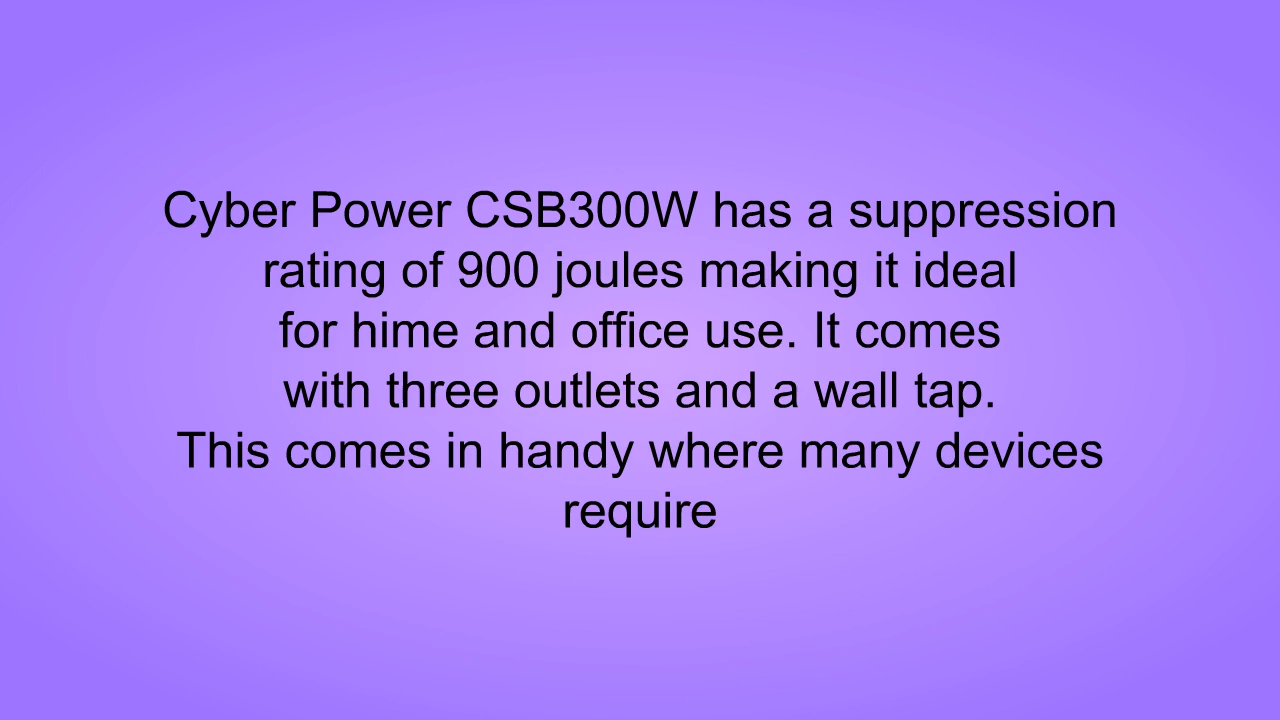 Cyber Power CSB300W has a suppression
rating of 900 joules making it ideal
for hime and office use. It comes
with three outlets and a wall tap.
This comes in handy where many devices
require